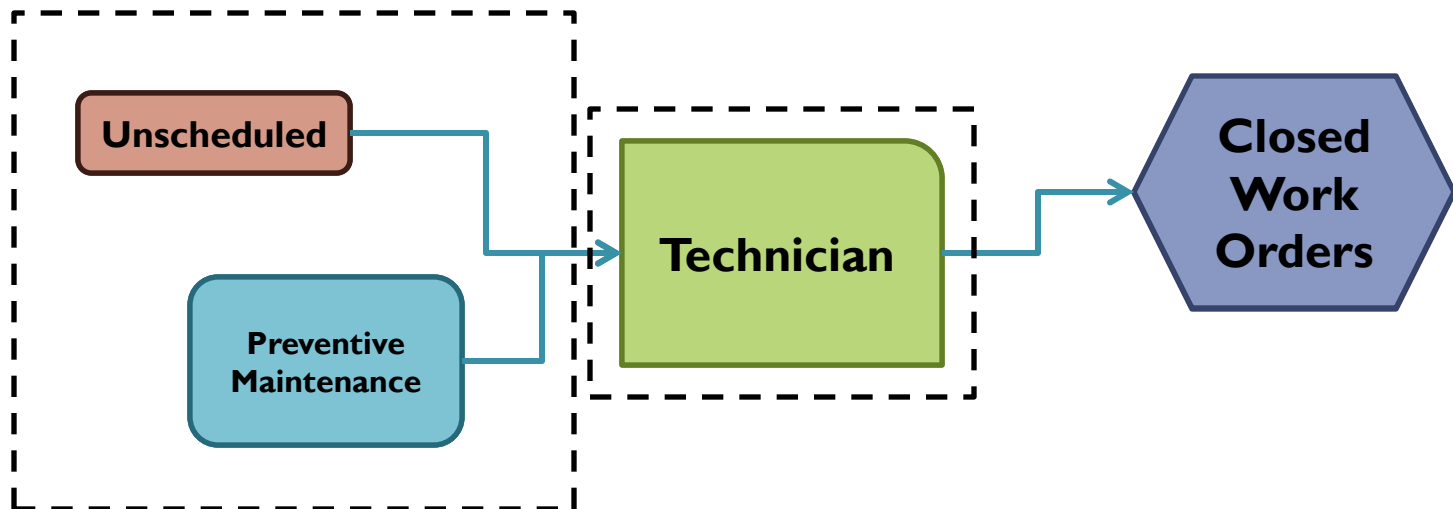 Unscheduled
Preventive
Maintenance
Technician
Closed
Work
Orders